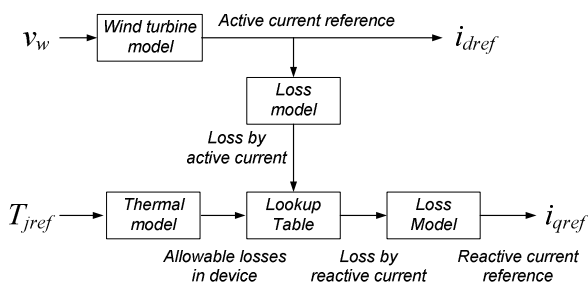 Active current reference
v_w
Wind turbine
model
i_dref
Loss
model
Loss by
active current
T_jref
Thermal
model
Lookup
Table
Loss
Model
i_qref
Allowable losses
in device
Loss by
reactive current
Reactive current
reference